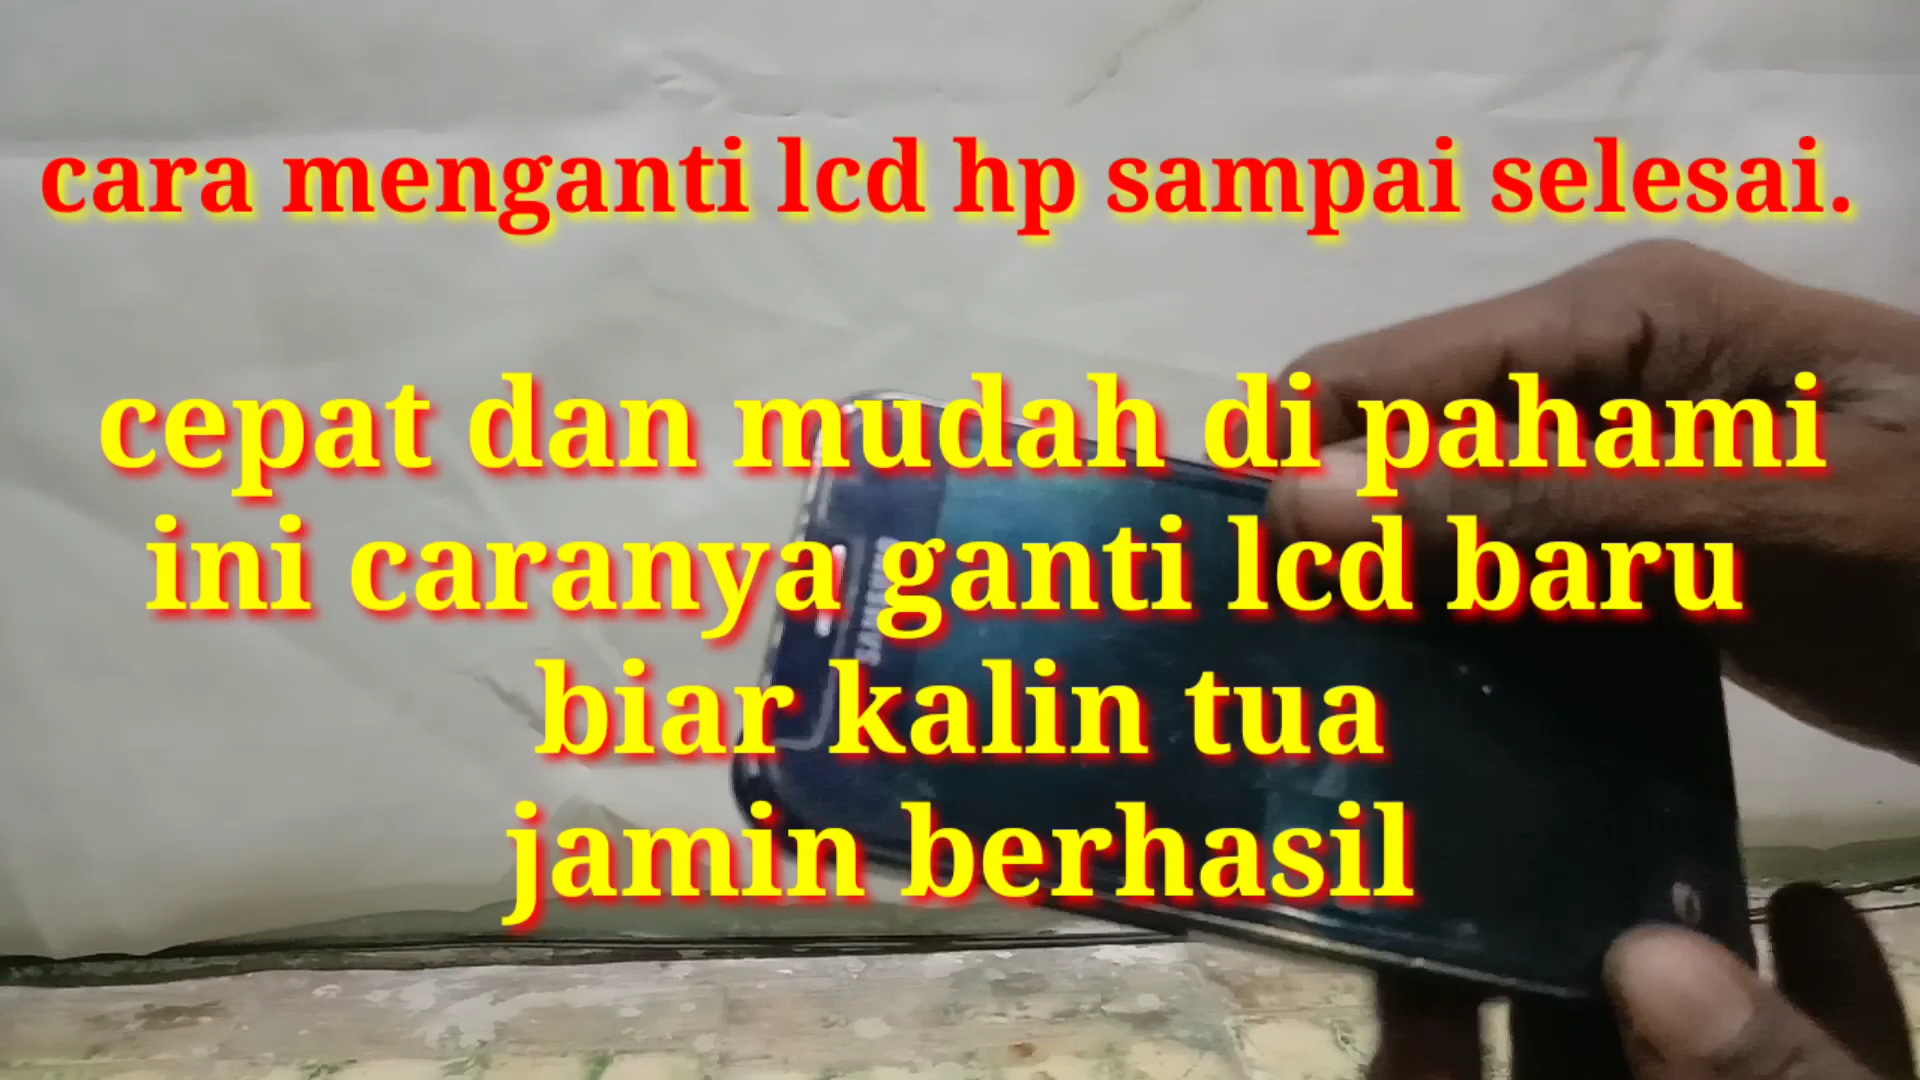 cara menganti lcd hp sampai selesai.
cepat dan mudah di pahami
ini caranya ganti lcd baru
biar kalin tua
jamin berhasil
SAMSUNG